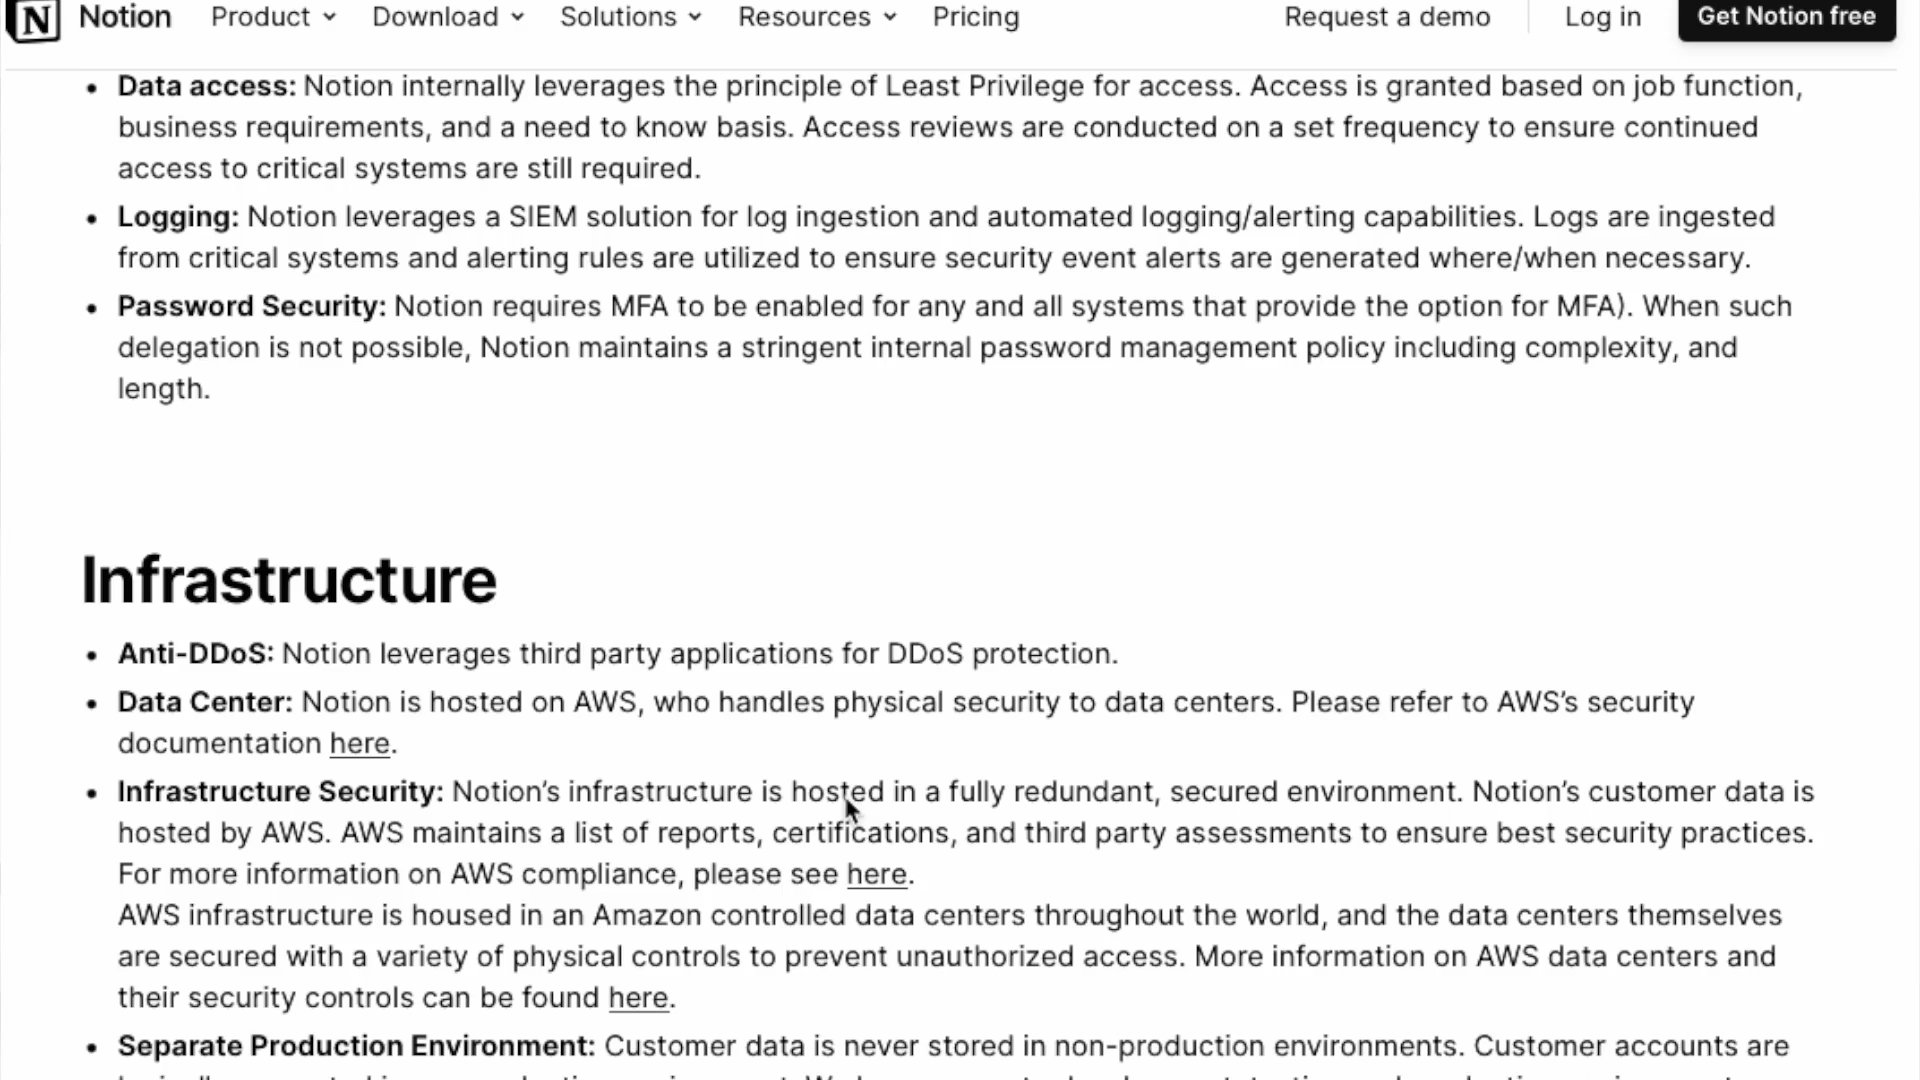 Notion Product Download Solutions Resources Pricing Request a demo Log in Get Notion free
• Data access: Notion internally leverages the principle of Least Privilege for access. Access is granted based on job function,
business requirements, and a need to know basis. Access reviews are conducted on a set frequency to ensure continued
access to critical systems are still required.
• Logging: Notion leverages a SIEM solution for log ingestion and automated logging/alerting capabilities. Logs are ingested
from critical systems and alerting rules are utilized to ensure security event alerts are generated where/when necessary.
• Password Security: Notion requires MFA to be enabled for any and all systems that provide the option for MFA). When such
delegation is not possible, Notion maintains a stringent internal password management policy including complexity, and
length.
Infrastructure
• Anti-DDoS: Notion leverages third party applications for DDoS protection.
• Data Center: Notion is hosted on AWS, who handles physical security to data centers. Please refer to AWS’s security
documentation here.
• Infrastructure Security: Notion’s infrastructure is hosted in a fully redundant, secured environment. Notion’s customer data is
hosted by AWS. AWS maintains a list of reports, certifications, and third party assessments to ensure best security practices.
For more information on AWS compliance, please see here.
AWS infrastructure is housed in an Amazon controlled data centers throughout the world, and the data centers themselves
are secured with a variety of physical controls to prevent unauthorized access. More information on AWS data centers and
their security controls can be found here.
• Separate Production Environment: Customer data is never stored in non-production environments. Customer accounts are